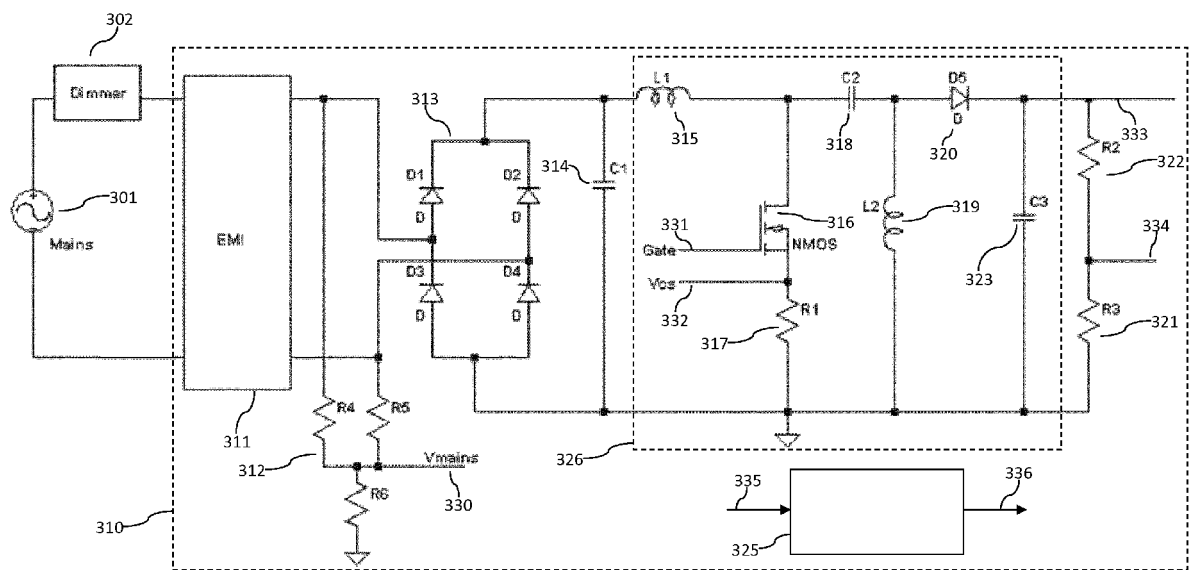 302
Dimmer
301
Mains
EMI
311
310
R4
R5
312
R6
Vmains
330
313
D1
D
D2
D
D3
D
D4
D
314
C1
L1
315
C2
318
D5
D
320
333
R2
322
316
NMOS
L2
319
C3
323
331
Gate
Vcs
332
R1
317
334
R3
321
326
335
336
325